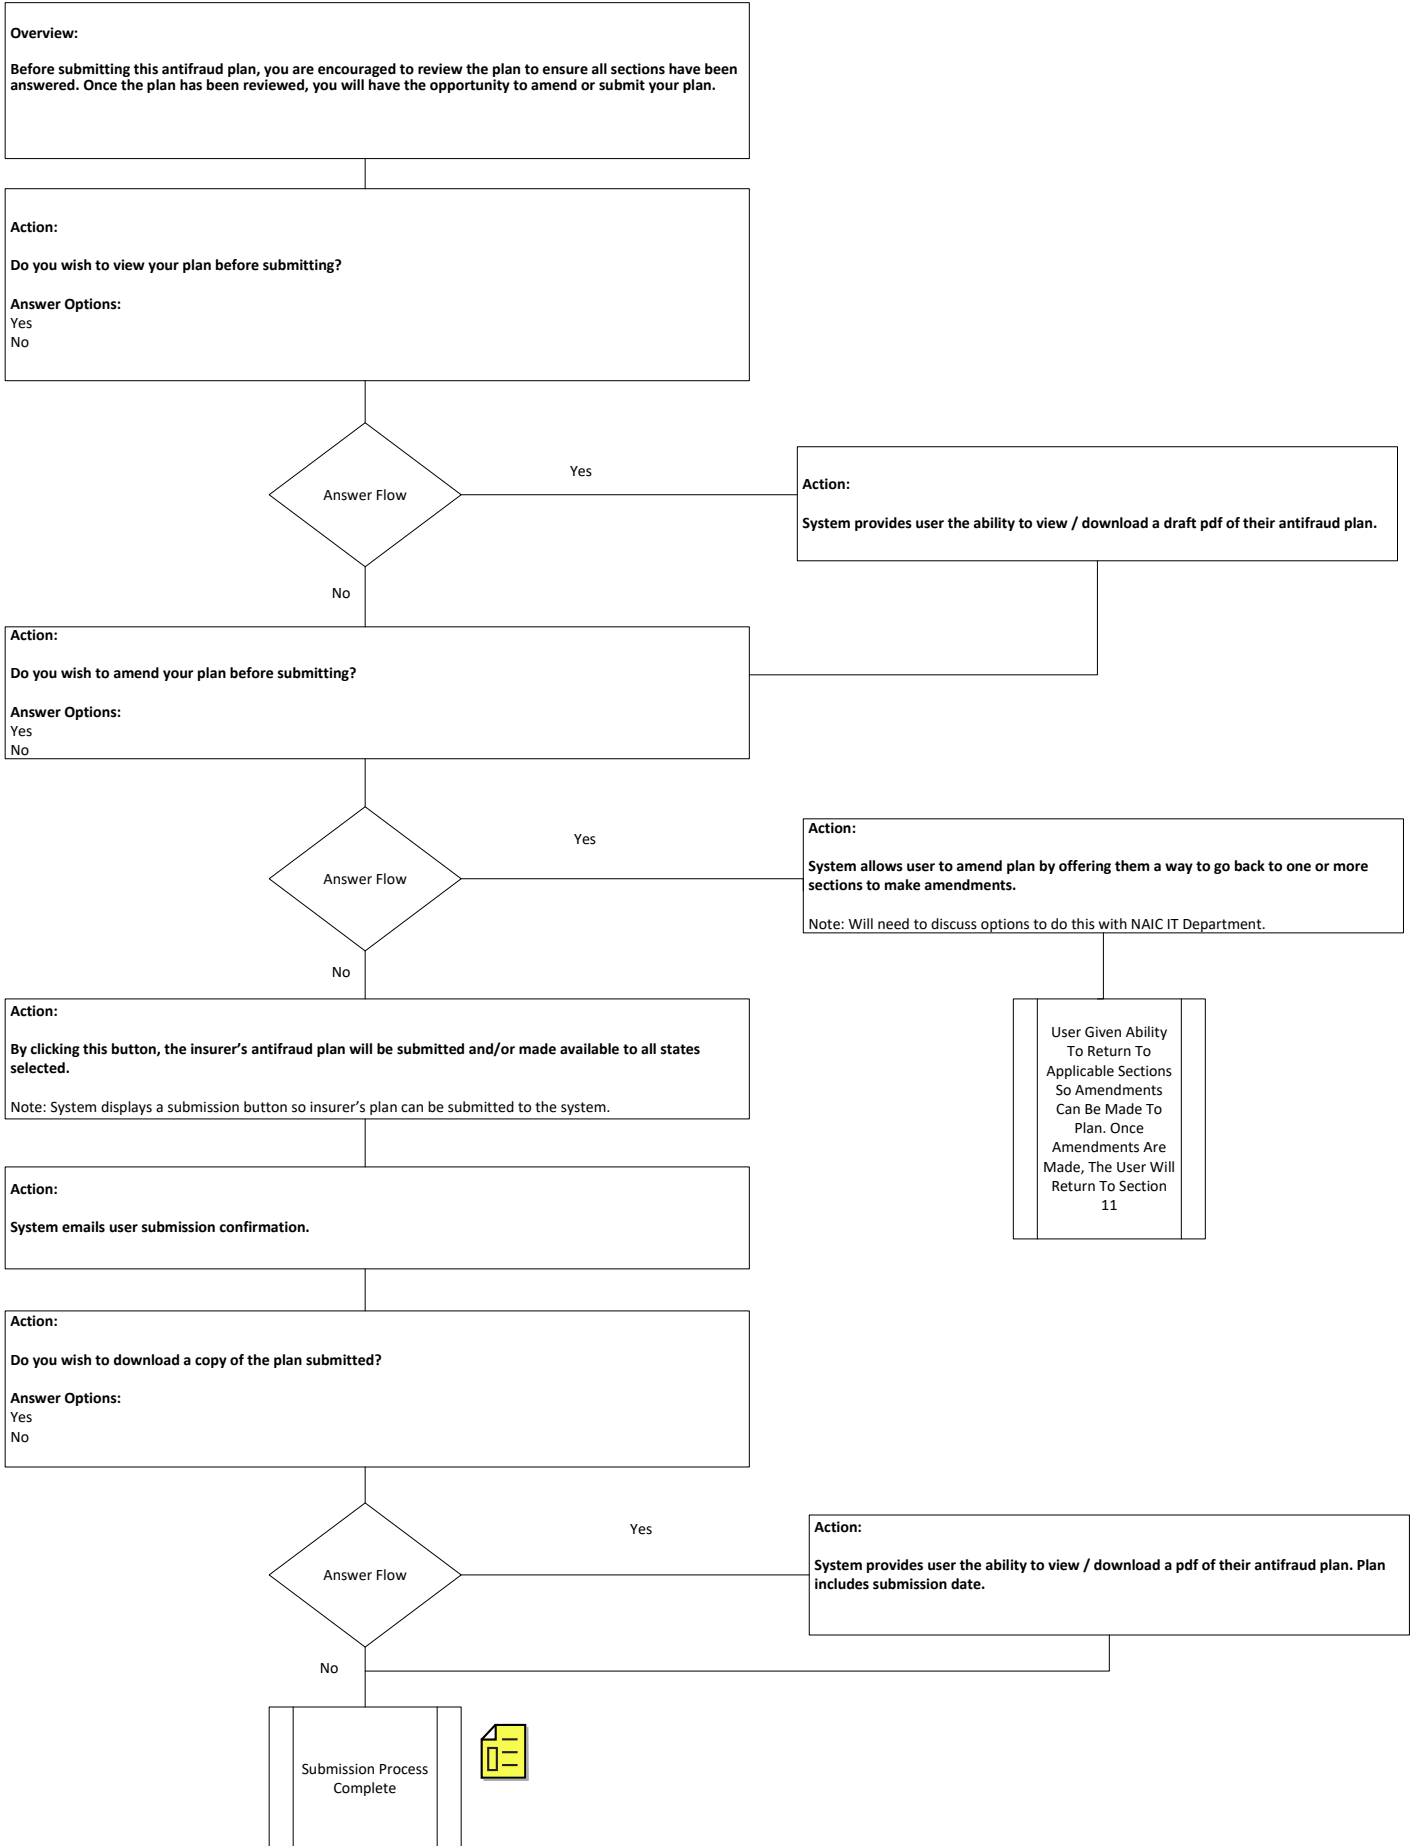 Overview:
Before submitting this antifraud plan, you are encouraged to review the plan to ensure all sections have been
answered. Once the plan has been reviewed, you will have the opportunity to amend or submit your plan.
Action:
Do you wish to view your plan before submitting?
Answer Options:
Yes
No
Answer Flow
Yes
Action:
System provides user the ability to view / download a draft pdf of their antifraud plan.
No
Action:
Do you wish to amend your plan before submitting?
Answer Options:
Yes
No
Answer Flow
Yes
Action:
System allows user to amend plan by offering them a way to go back to one or more
sections to make amendments.
Note: Will need to discuss options to do this with NAIC IT Department.
No
User Given Ability
To Return To
Applicable Sections
So Amendments
Can Be Made To
Plan. Once
Amendments Are
Made, The User Will
Return To Section
11
Action:
By clicking this button, the insurer’s antifraud plan will be submitted and/or made available to all states
selected.
Note: System displays a submission button so insurer’s plan can be submitted to the system.
Action:
System emails user submission confirmation.
Action:
Do you wish to download a copy of the plan submitted?
Answer Options:
Yes
No
Answer Flow
Yes
Action:
System provides user the ability to view / download a pdf of their antifraud plan. Plan
includes submission date.
No
Submission Process
Complete